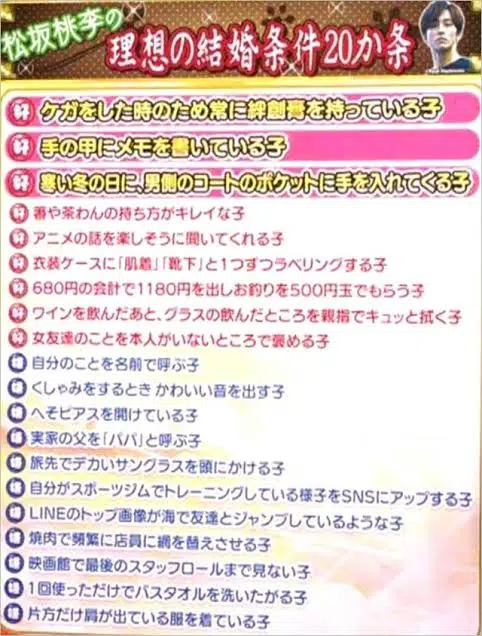 松坂桃李の
理想の結婚条件20か条
好 ケガをした時のため常に絆創膏を持っている子
好 手の甲にメモを書いている子
好 寒い冬の日に、男側のコートのポケットに手を入れてくる子
好 箸や茶わんの持ち方がキレイな子
好 アニメの話を楽しそうに聞いてくれる子
好 衣装ケースに「肌着」「靴下」と1つずつラベリングする子
好 680円の会計で1180円を出しお釣りを500円玉でもらう子
好 ワインを飲んだあと、グラスの飲んだところを親指でキュッと拭く子
好 女友達のことを本人がいないところで褒める子
嫌 自分のことを名前で呼ぶ子
嫌 くしゃみをするとき かわいい音を出す子
嫌 へそピアスを開けている子
嫌 実家の父を「パパ」と呼ぶ子
嫌 旅先でデカいサングラスを頭にかける子
嫌 自分がスポーツジムでトレーニングしている様子をSNSにアップする子
嫌 LINEのトップ画像が海で友達とジャンプしているような子
嫌 焼肉で頻繁に店員に網を替えさせる子
嫌 映画館で最後のスタッフロールまで見ない子
嫌 1回使っただけでバスタオルを洗いたがる子
嫌 片方だけ肩が出ている服を着ている子